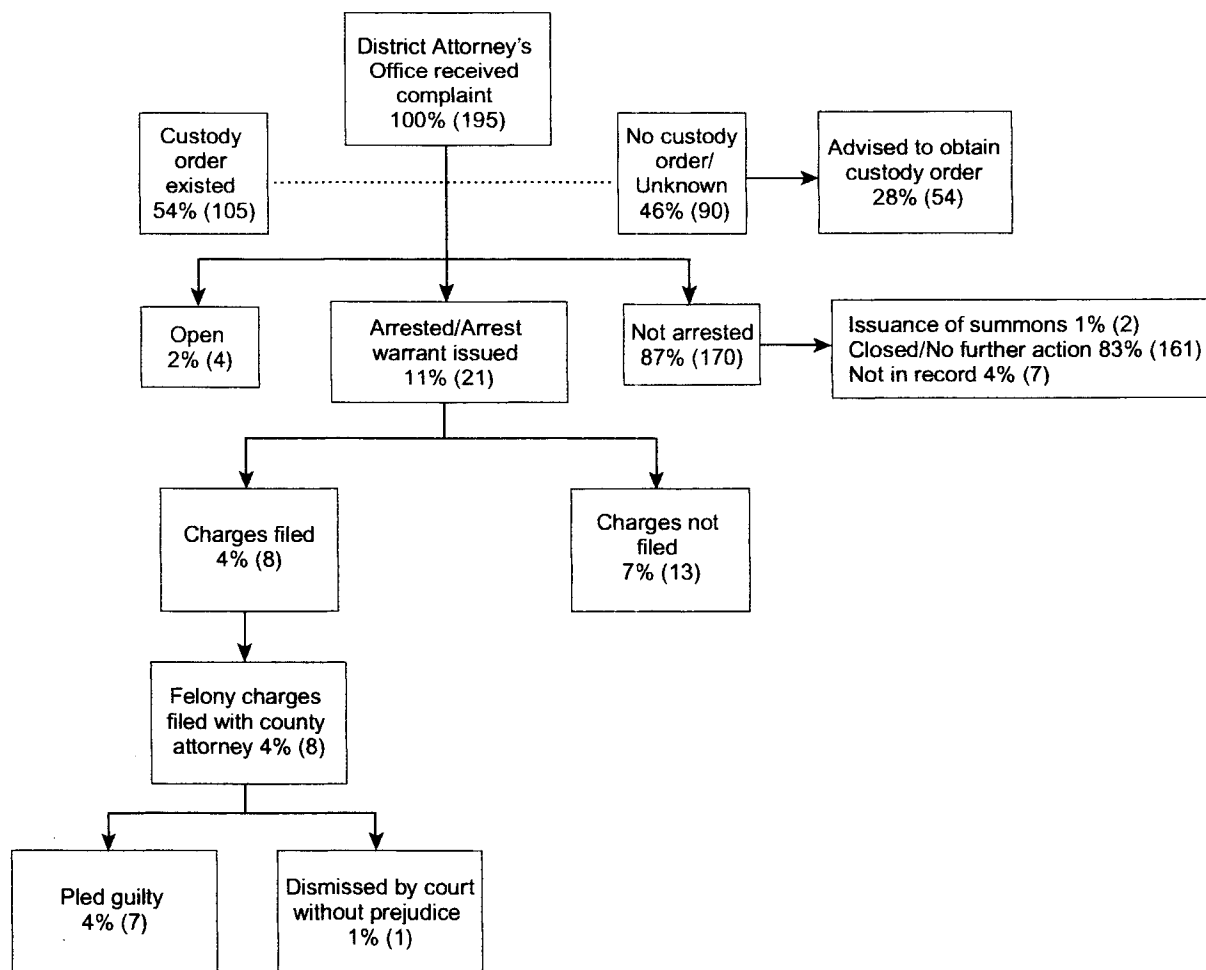 District Attorney's
Office received
complaint
100% (195)
Custody
order
existed
54% (105)
No custody
order/
Unknown
46% (90)
Advised to obtain
custody order
28% (54)
Open
2% (4)
Arrested/Arrest
warrant issued
11% (21)
Not arrested
87% (170)
Issuance of summons 1% (2)
Closed/No further action 83% (161)
Not in record 4% (7)
Charges filed
4% (8)
Charges not
filed
7% (13)
Felony charges
filed with county
attorney 4% (8)
Pled guilty
4% (7)
Dismissed by court
without prejudice
1% (1)